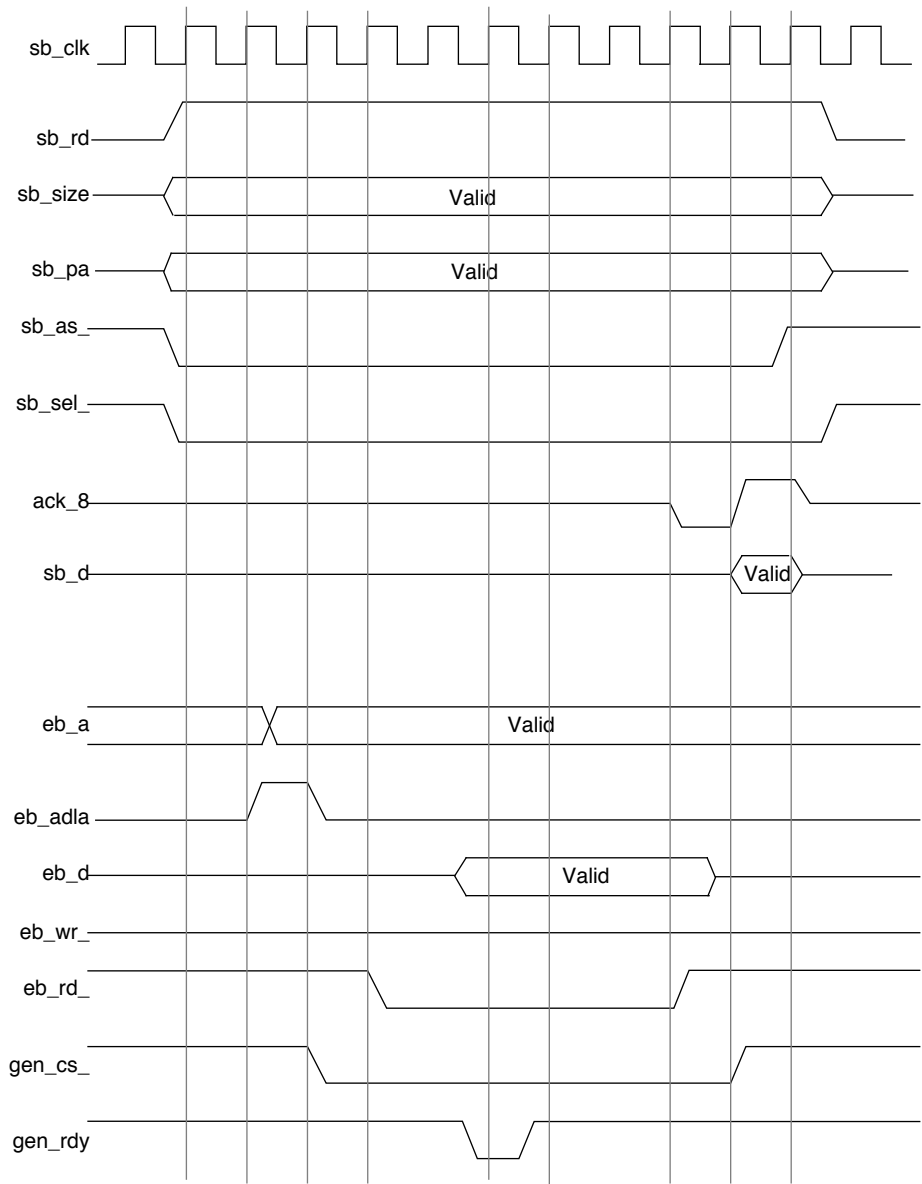 sb_clk
sb_rd
sb_size
Valid
sb_pa
Valid
sb_as_
sb_sel_
ack_8
sb_d
Valid
eb_a
Valid
eb_adla
eb_d
Valid
eb_wr_
eb_rd_
gen_cs_
gen_rdy